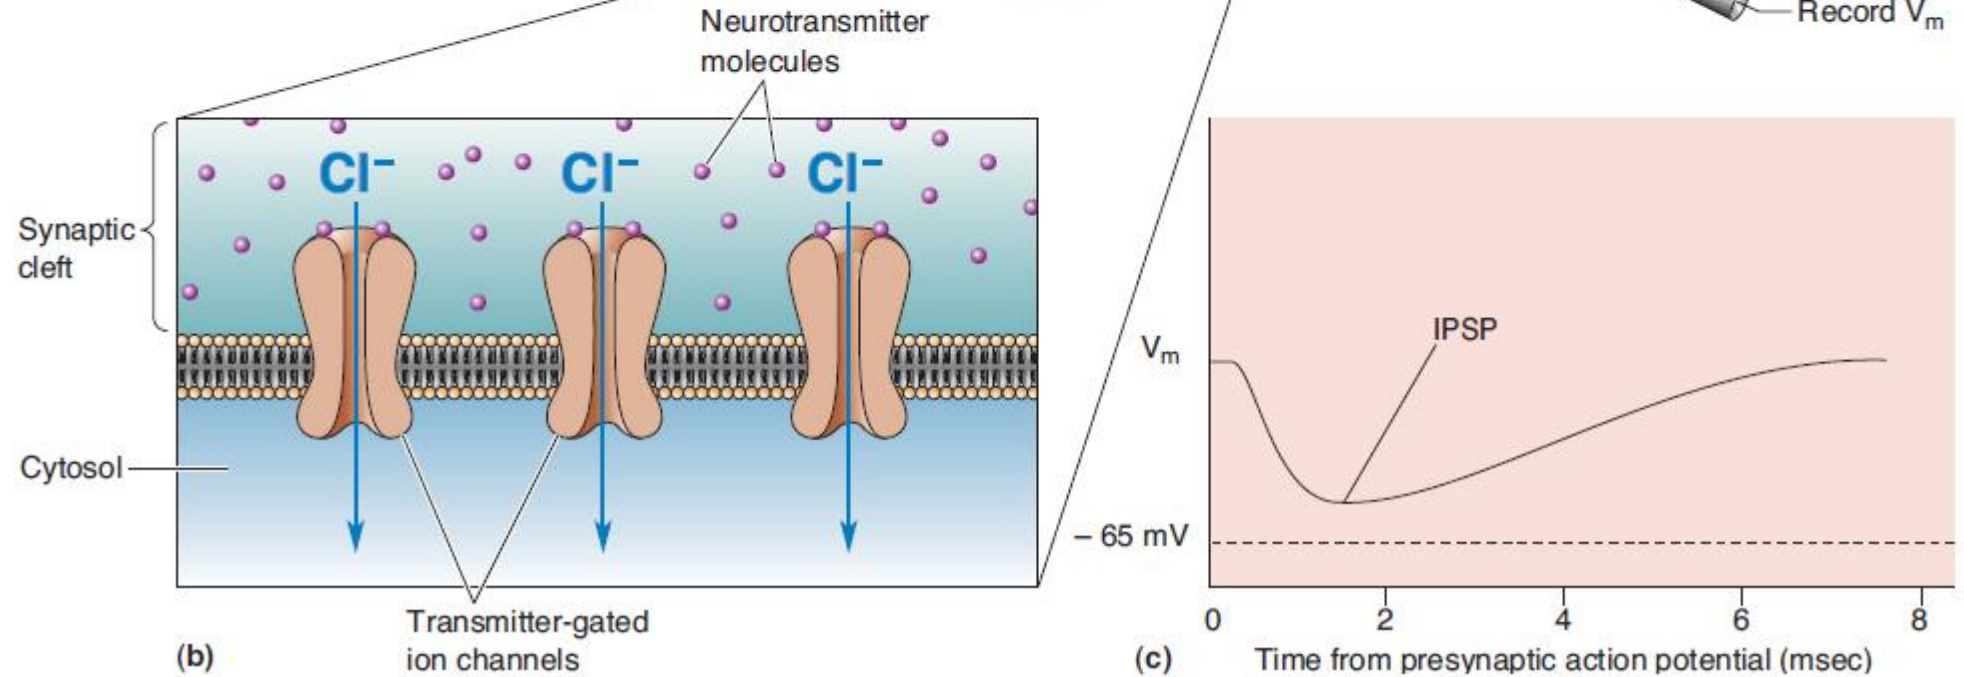 Neurotransmitter
molecules
Record Vm
Cl⁻
Cl⁻
Cl⁻
Synaptic
cleft
Cytosol
Transmitter-gated
ion channels
(b)
Vm
IPSP
– 65 mV
0
2
4
6
8
(c)
Time from presynaptic action potential (msec)